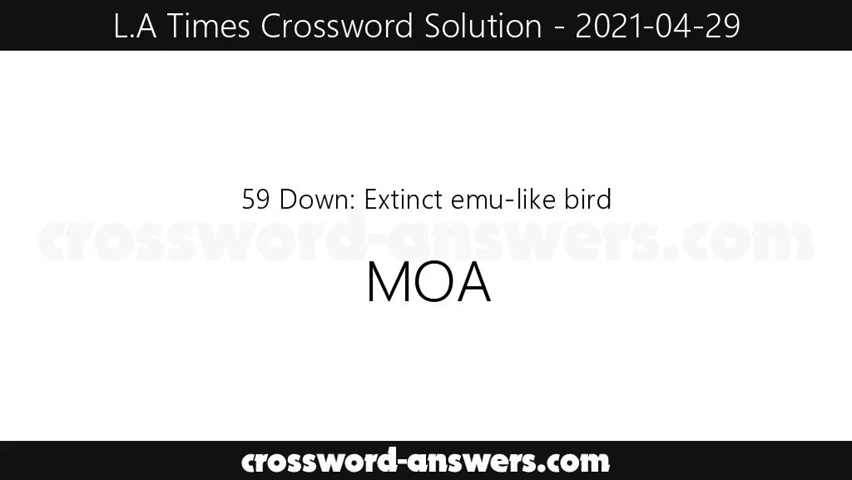 L.A Times Crossword Solution - 2021-04-29
59 Down: Extinct emu-like bird
crossword-answers.com
MOA
crossword-answers.com